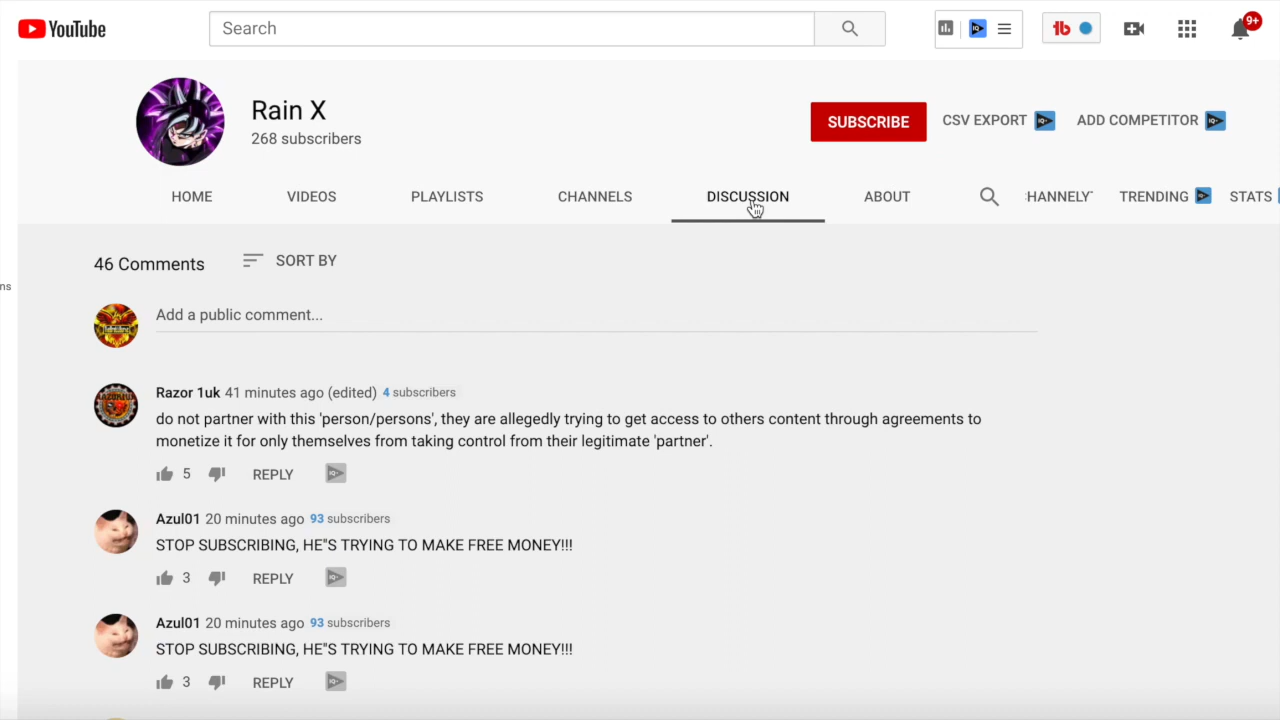 YouTube
Search
9+
Rain X
268 subscribers
SUBSCRIBE
CSV EXPORT
ADD COMPETITOR
HOME
VIDEOS
PLAYLISTS
CHANNELS
DISCUSSION
ABOUT
HANNELY
TRENDING
STATS
46 Comments
SORT BY
ns
Add a public comment...
Razor 1uk 41 minutes ago (edited) 4 subscribers
do not partner with this 'person/persons', they are allegedly trying to get access to others content through agreements to
monetize it for only themselves from taking control from their legitimate 'partner'.
5 REPLY
Azul01 20 minutes ago 93 subscribers
STOP SUBSCRIBING, HE"S TRYING TO MAKE FREE MONEY!!!
3 REPLY
Azul01 20 minutes ago 93 subscribers
STOP SUBSCRIBING, HE"S TRYING TO MAKE FREE MONEY!!!
3 REPLY